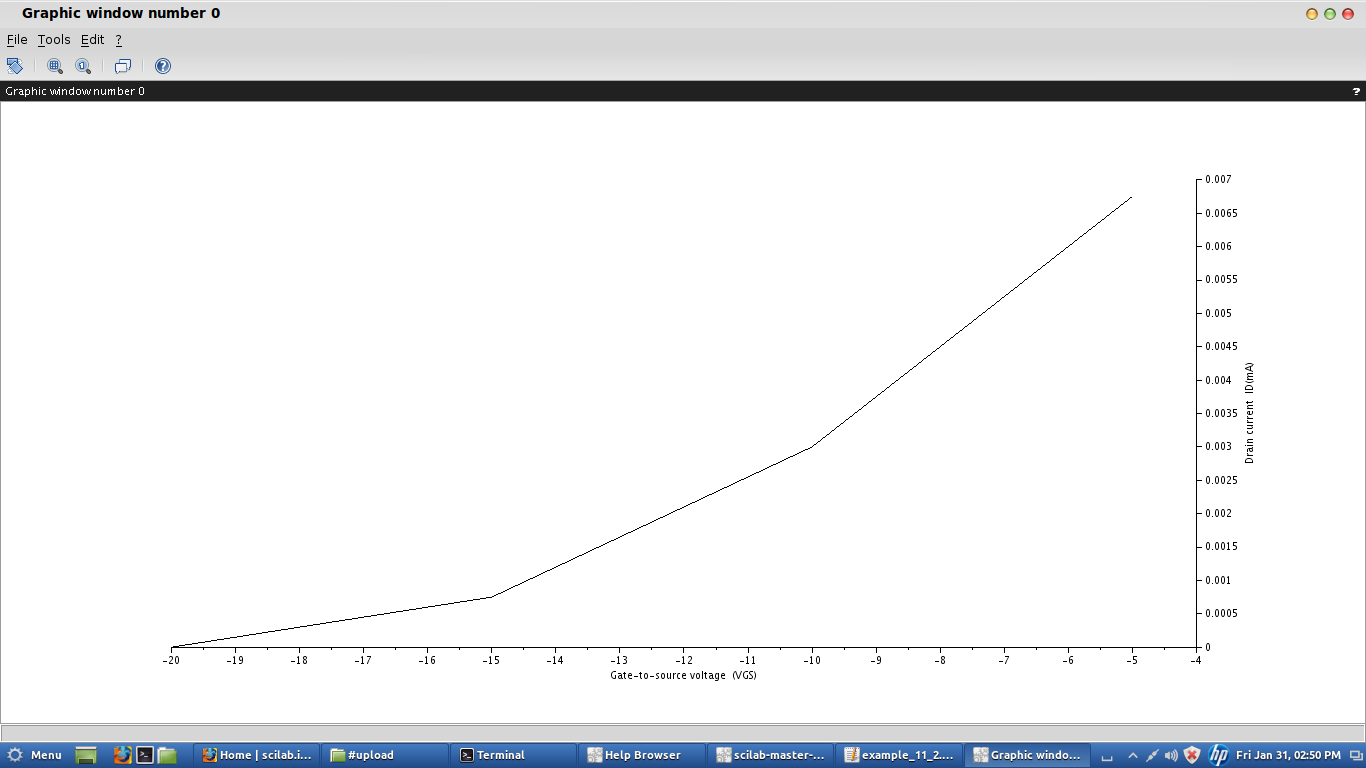 Graphic window number 0
File Tools Edit ?
Graphic window number 0 ?
0.007
0.0065
0.006
0.0055
0.005
0.0045
0.004
0.0035
0.003
0.0025
0.002
0.0015
0.001
0.0005
0
Drain current ID(mA)
-20 -19 -18 -17 -16 -15 -14 -13 -12 -11 -10 -9 -8 -7 -6 -5 -4
Gate-to-source voltage (VGS)
Menu Home | scilab.i... #upload Terminal Help Browser scilab-master-... example_11_2.... Graphic windo... hp Fri Jan 31, 02:50 PM